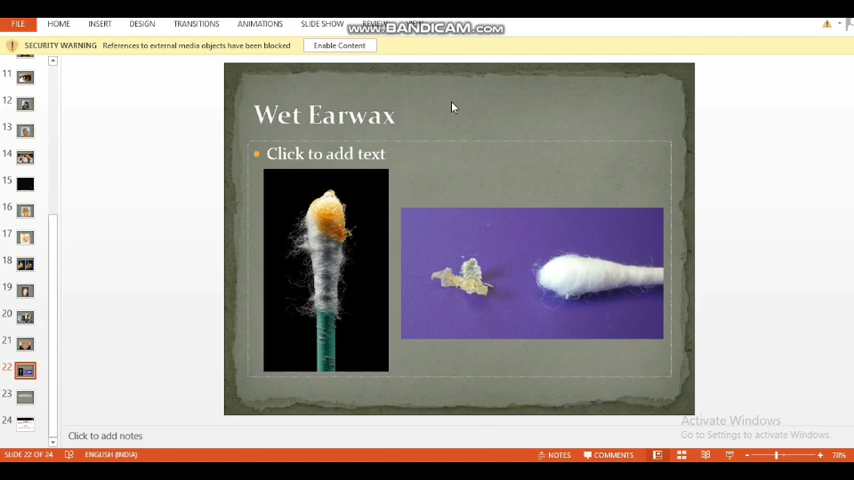 FILE HOME INSERT DESIGN TRANSITIONS ANIMATIONS SLIDE SHOW REVIEW VIEW
www.BANDICAM.com
SECURITY WARNING References to external media objects have been blocked Enable Content
11
12
13
14
15
16
17
18
19
20
21
22
23
24
Wet Earwax
Click to add text
Activate Windows
Go to Settings to activate Windows.
Click to add notes
SLIDE 22 OF 24 ENGLISH (INDIA) NOTES COMMENTS 78%